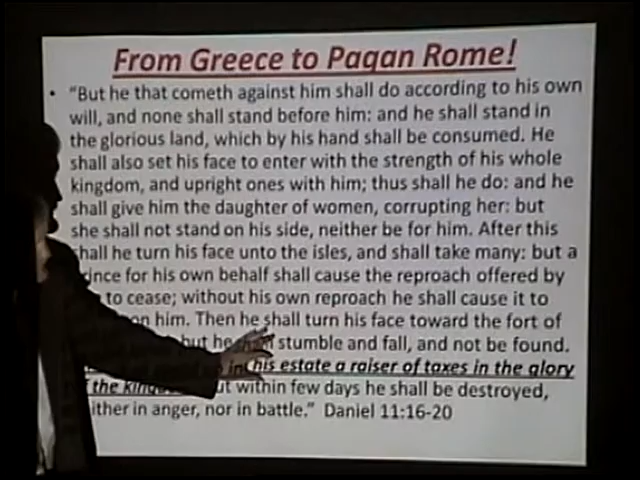 From Greece to Pagan Rome!
• "But he that cometh against him shall do according to his own
will, and none shall stand before him: and he shall stand in
the glorious land, which by his hand shall be consumed. He
shall also set his face to enter with the strength of his whole
kingdom, and upright ones with him; thus shall he do: and he
shall give him the daughter of women, corrupting her: but
she shall not stand on his side, neither be for him. After this
shall he turn his face unto the isles, and shall take many: but a
prince for his own behalf shall cause the reproach offered by
to cease; without his own reproach he shall cause it to
on him. Then he shall turn his face toward the fort of
but he shall stumble and fall, and not be found.
in his estate a raiser of taxes in the glory
of the kingdom but within few days he shall be destroyed,
neither in anger, nor in battle." Daniel 11:16-20